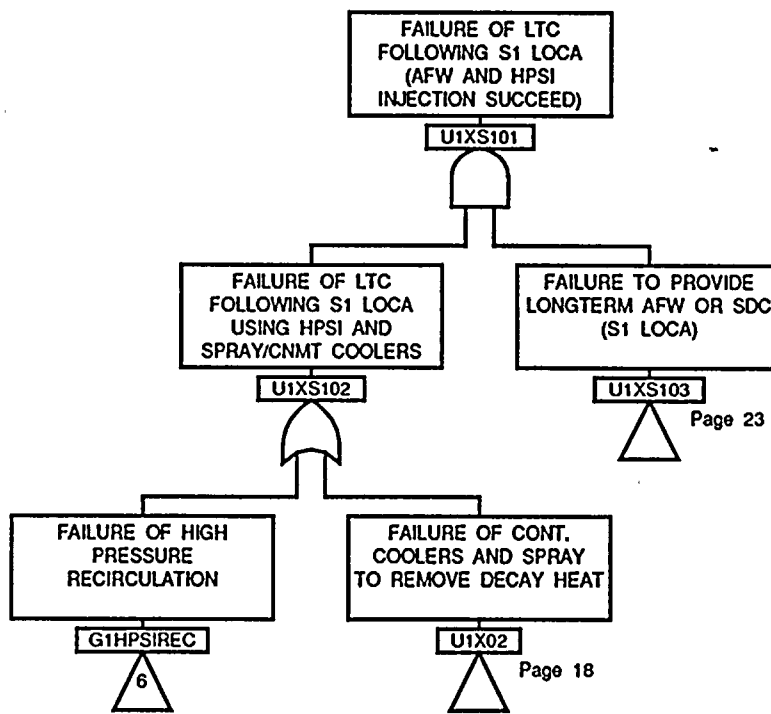 FAILURE OF LTC
FOLLOWING S1 LOCA
(AFW AND HPSI
INJECTION SUCCEED)
U1XS101
FAILURE OF LTC
FOLLOWING S1 LOCA
USING HPSI AND
SPRAY/CNMT COOLERS
U1XS102
FAILURE TO PROVIDE
LONGTERM AFW OR SDC
(S1 LOCA)
U1XS103
Page 23
FAILURE OF HIGH
PRESSURE
RECIRCULATION
G1HPSIREC
6
FAILURE OF CONT.
COOLERS AND SPRAY
TO REMOVE DECAY HEAT
U1X02
Page 18